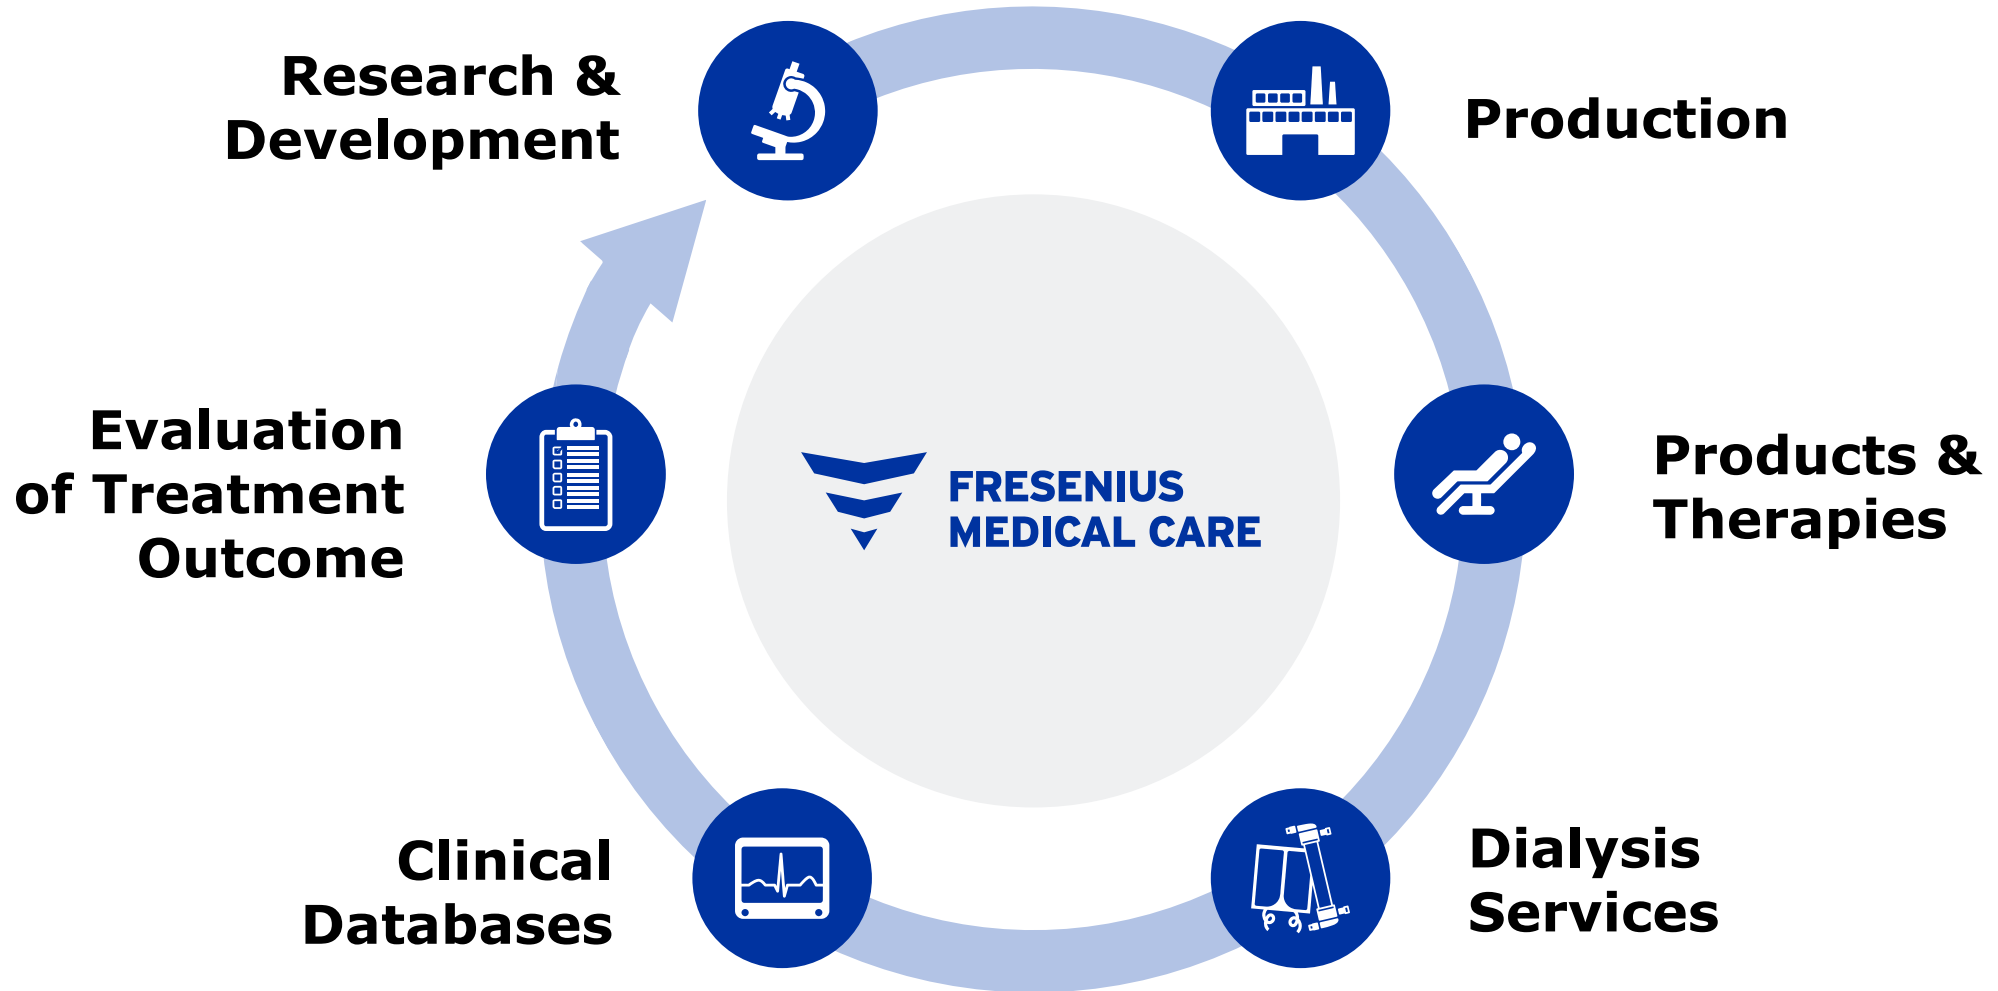 Research &
Development
Production
Products &
Therapies
Dialysis
Services
Clinical
Databases
Evaluation
of Treatment
Outcome
FRESENIUS
MEDICAL CARE